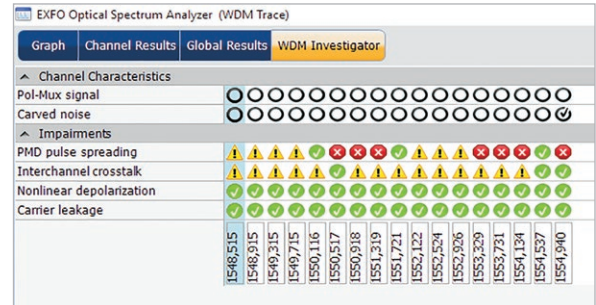 EXFO Optical Spectrum Analyzer (WDM Trace)
Graph Channel Results Global Results WDM Investigator
Channel Characteristics
Pol-Mux signal
Carved noise
Impairments
PMD pulse spreading
Interchannel crosstalk
Nonlinear depolarization
Carrier leakage
1548,515 1548,915 1549,315 1549,715 1550,116 1550,517 1550,918 1551,319 1551,721 1552,122 1552,524 1552,926 1553,329 1553,731 1554,134 1554,537 1554,940